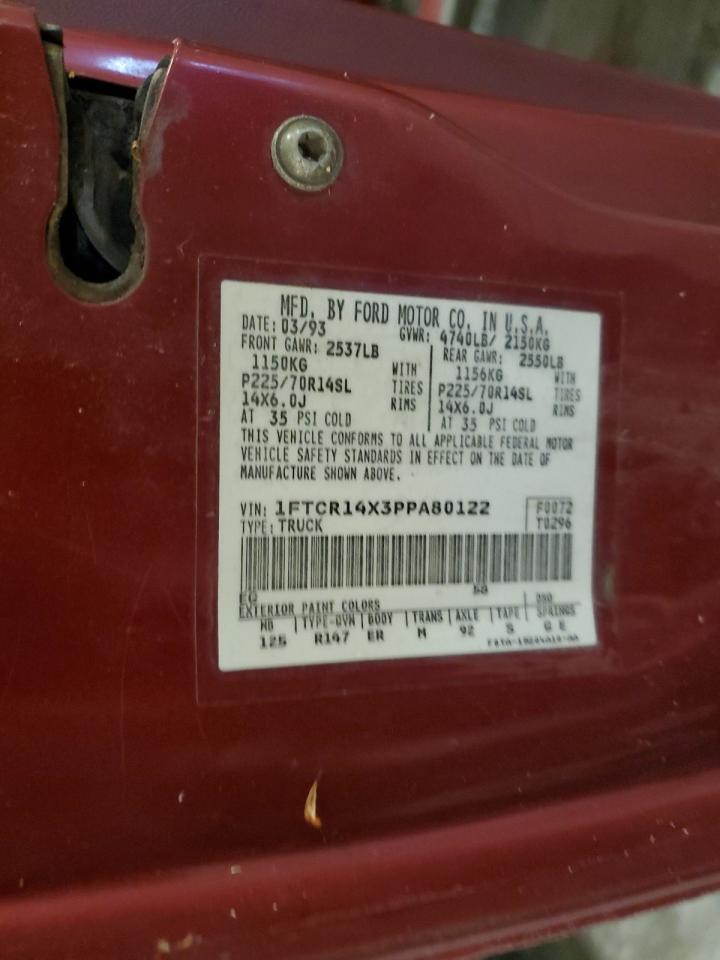 MFD. BY FORD MOTOR CO. IN U.S.A.
DATE: 03/93 GVWR: 4740LB/ 2150KG
FRONT GAWR: 2537LB REAR GAWR: 2550LB
1150KG WITH 1156KG WITH
P225/70R14SL TIRES P225/70R14SL TIRES
14X6.0J RIMS 14X6.0J RIMS
AT 35 PSI COLD AT 35 PSI COLD
THIS VEHICLE CONFORMS TO ALL APPLICABLE FEDERAL MOTOR
VEHICLE SAFETY STANDARDS IN EFFECT ON THE DATE OF
MANUFACTURE SHOWN ABOVE.
VIN: 1FTCR14X3PPA80122 F0072
TYPE: TRUCK T0296
EXTERIOR PAINT COLORS DSO
WB TYPE-GVW BODY TRANS AXLE TAPE SPRINGS
125 R147 ER M 92 S G E